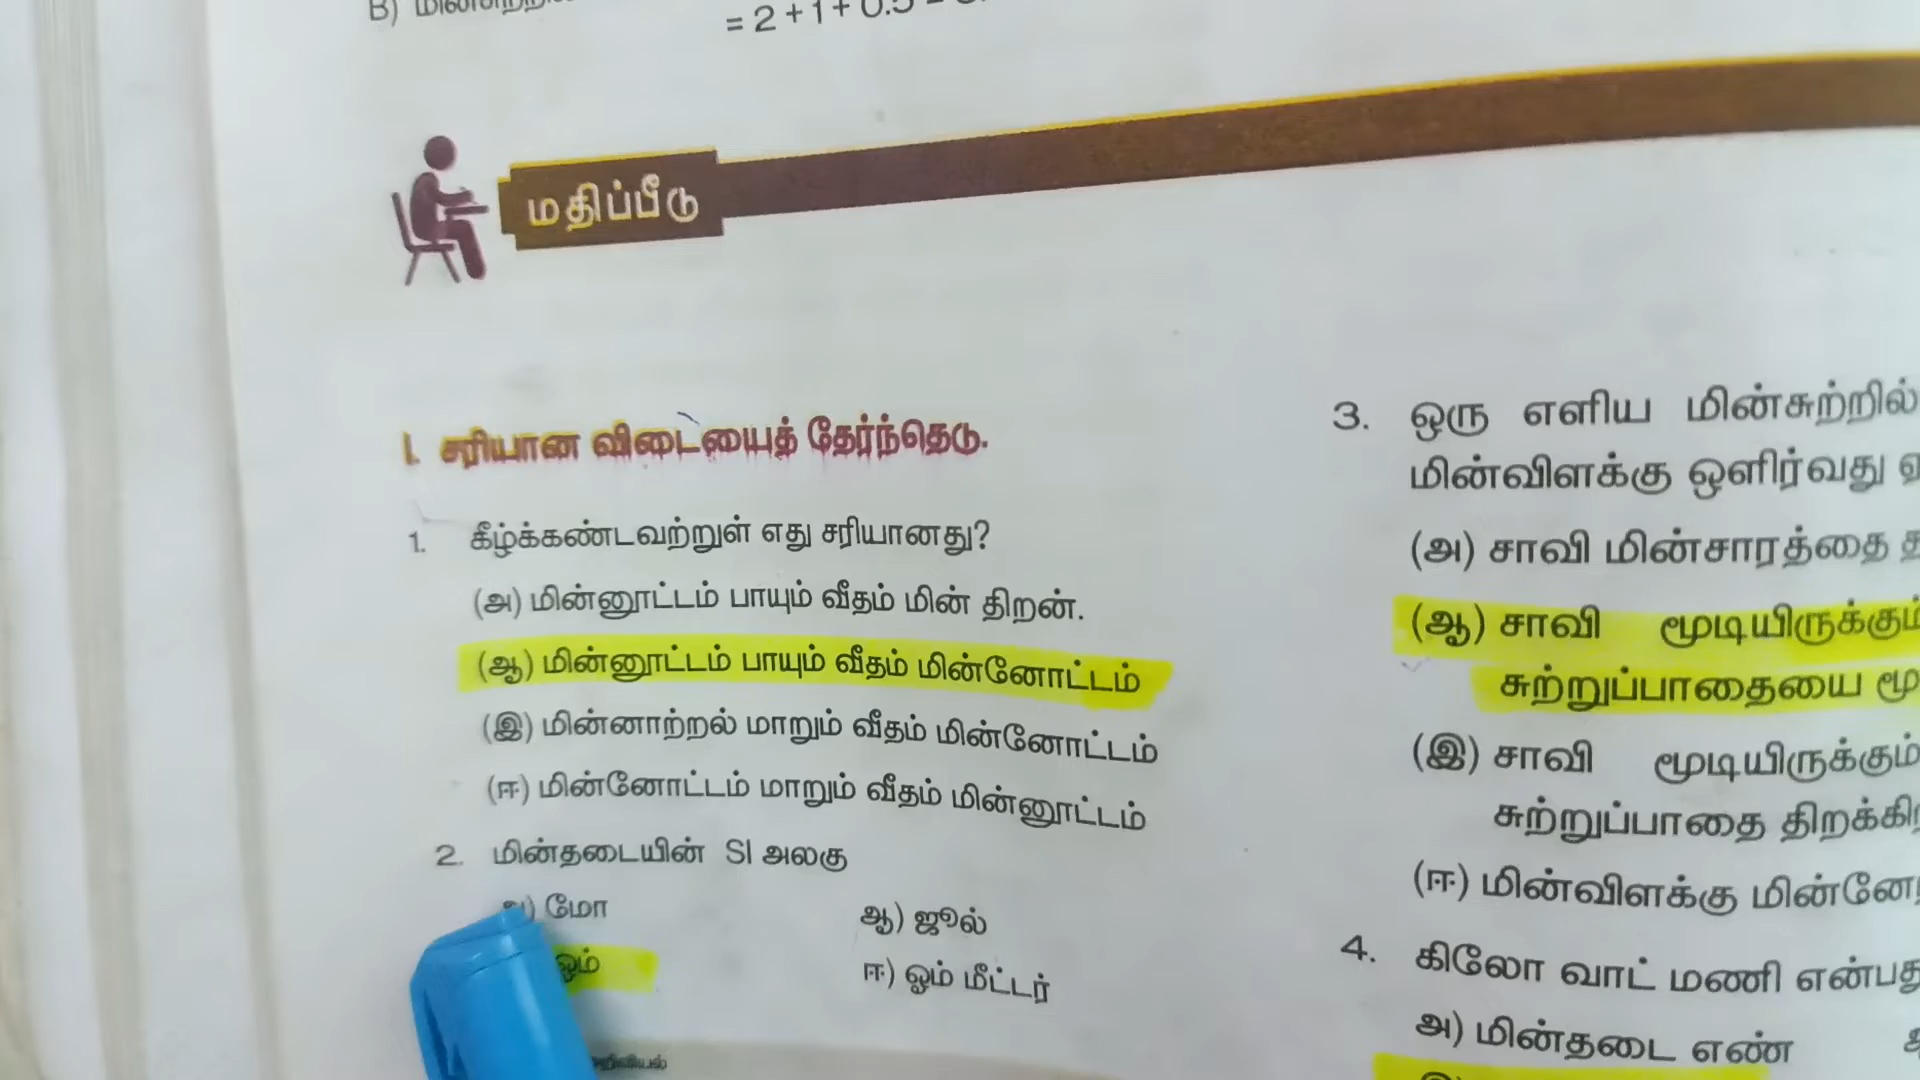 B)
= 2 + 1 + 0.5
மதிப்பீடு
I. சரியான விடையைத் தேர்ந்தெடு.
1. கீழ்க்கண்டவற்றுள் எது சரியானது?
(அ) மின்னூட்டம் பாயும் வீதம் மின் திறன்.
(ஆ) மின்னூட்டம் பாயும் வீதம் மின்னோட்டம்
(இ) மின்னாற்றல் மாறும் வீதம் மின்னோட்டம்
(ஈ) மின்னோட்டம் மாறும் வீதம் மின்னூட்டம்
2. மின்தடையின் SI அலகு
மோ ஆ) ஜூல்
ஓம் ஈ) ஓம் மீட்டர்
3. ஒரு எளிய மின்சுற்றில்
மின்விளக்கு ஒளிர்வது
(அ) சாவி மின்சாரத்தை
(ஆ) சாவி மூடியிருக்கும்
சுற்றுப்பாதையை
(இ) சாவி மூடியிருக்கும்
சுற்றுப்பாதை
(ஈ) மின்விளக்கு
4. கிலோ வாட் மணி
அ) மின்தடை எண்